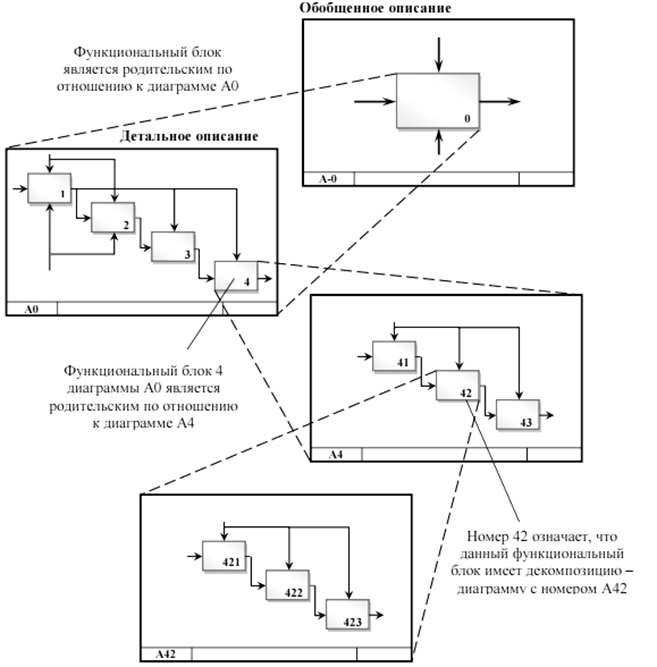 Обобщенное описание
Функциональный блок
является родительским по
отношению к диаграмме А0
0
А-0
Детальное описание
1
2
3
4
А0
Функциональный блок 4
диаграммы А0 является
родительским по отношению
к диаграмме А4
41
42
43
А4
Номер 42 означает, что
данный функциональный
блок имеет декомпозицию –
диаграмму с номером А42
421
422
423
А42